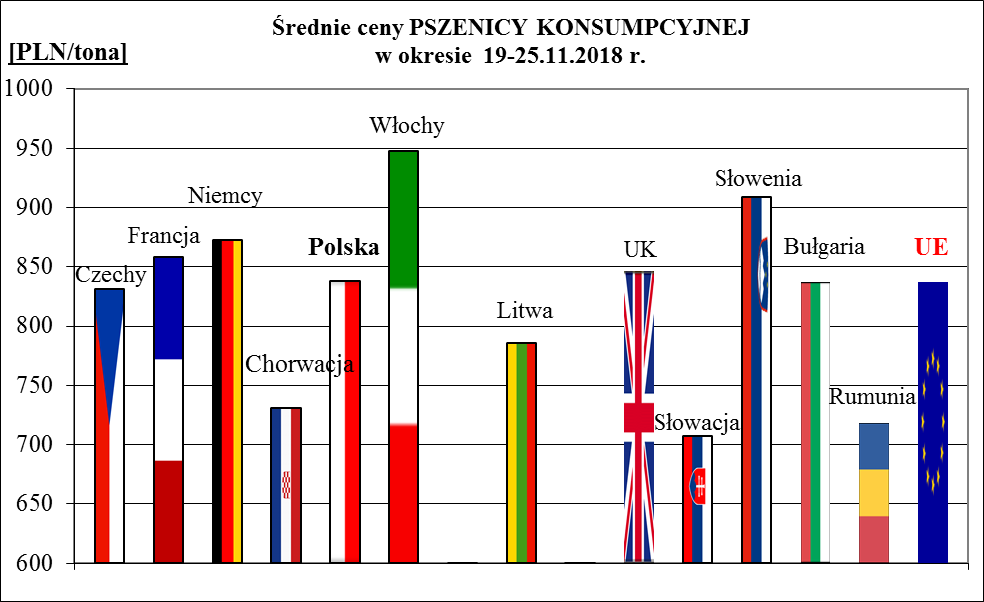 Średnie ceny PSZENICY KONSUMPCYJNEJ
w okresie 19-25.11.2018 r.
[PLN/tona]
1000
950
900
850
800
750
700
650
600
Czechy
Francja
Niemcy
Chorwacja
Polska
Włochy
Litwa
UK
Słowacja
Słowenia
Bułgaria
Rumunia
UE